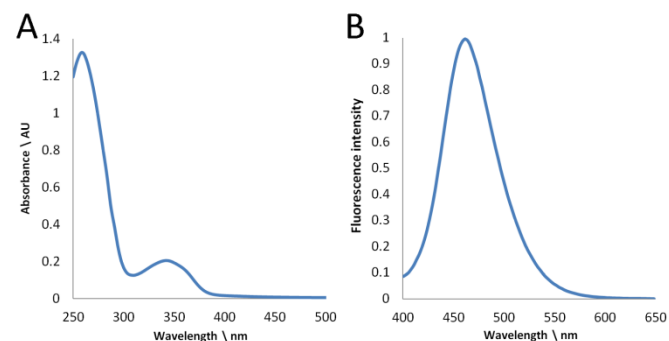 A
1.4
1.2
1
0.8
0.6
0.4
0.2
0
Absorbance \ AU
250 300 350 400 450 500
Wavelength \ nm
B
1
0.9
0.8
0.7
0.6
0.5
0.4
0.3
0.2
0.1
0
Fluorescence intensity
400 450 500 550 600 650
Wavelength \ nm